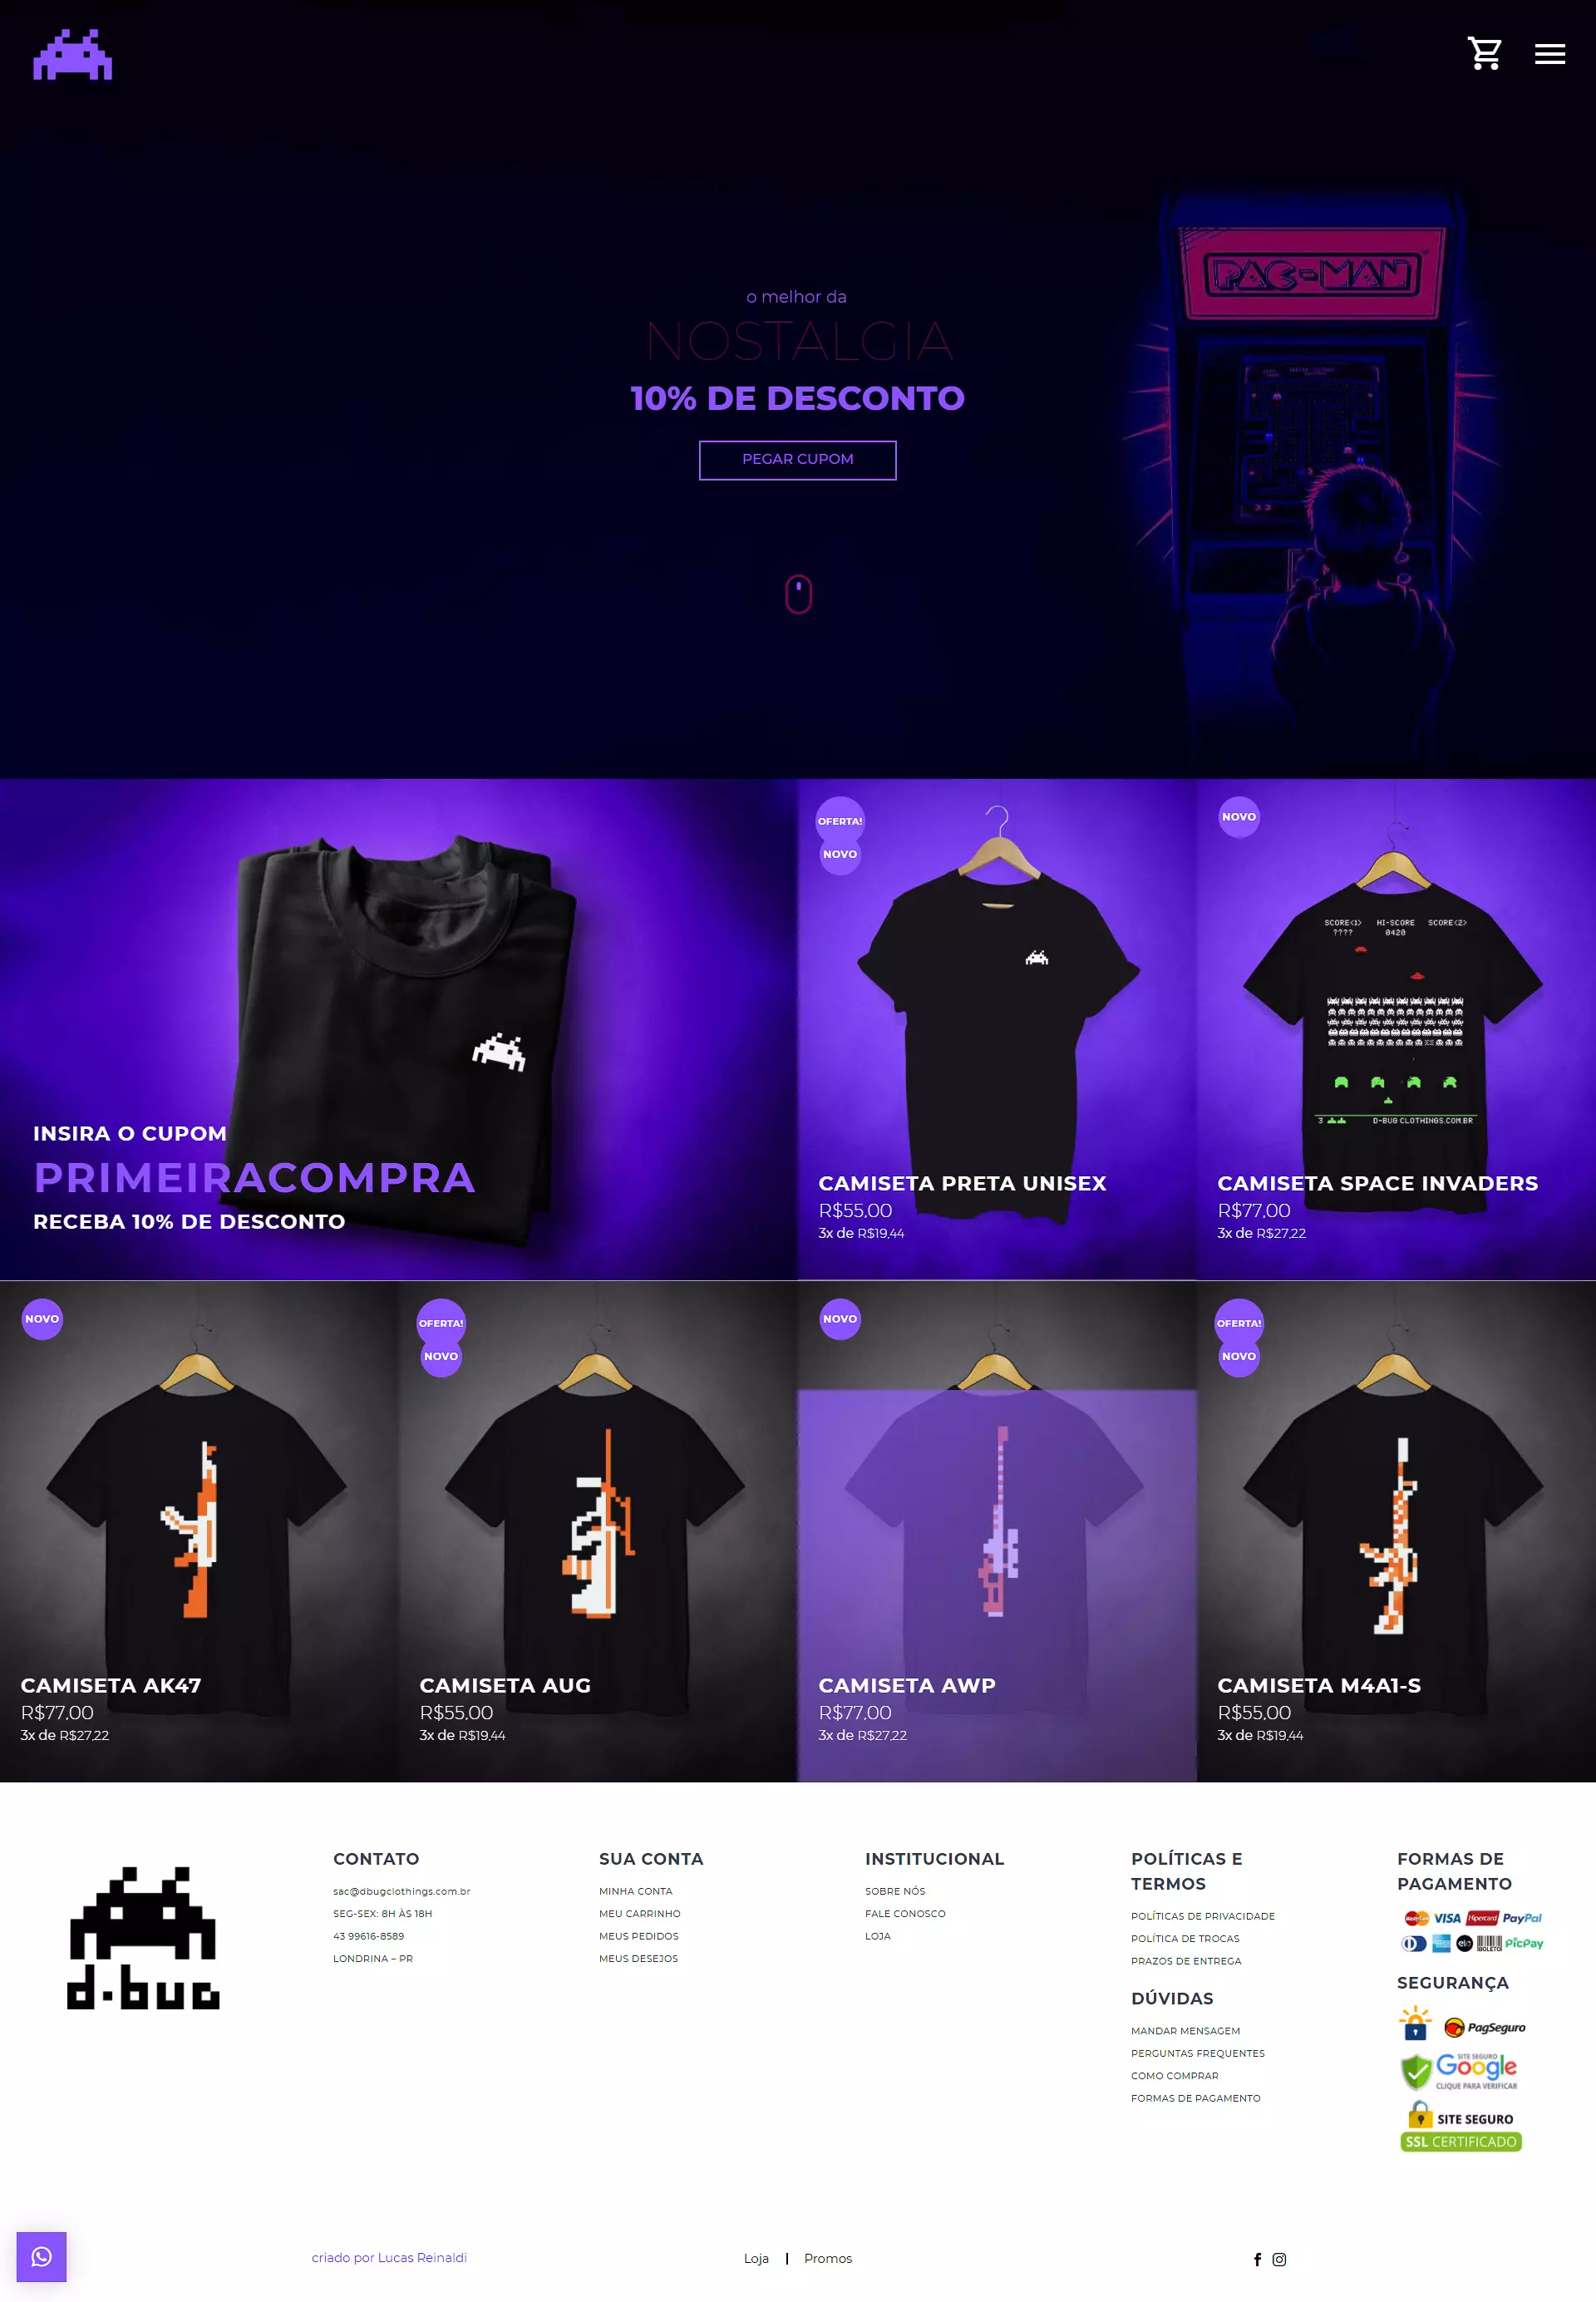 PAC-MAN
o melhor da
NOSTALGIA
10% DE DESCONTO
PEGAR CUPOM
INSIRA O CUPOM
PRIMEIRACOMPRA
RECEBA 10% DE DESCONTO
OFERTA!
NOVO
CAMISETA PRETA UNISEX
R$55,00
3x de R$19,44
NOVO
SCORE<1> HI-SCORE SCORE<2>
???? 0420
3 D-BUG CLOTHINGS.COM.BR
CAMISETA SPACE INVADERS
R$77,00
3x de R$27,22
NOVO
CAMISETA AK47
R$77,00
3x de R$27,22
OFERTA!
NOVO
CAMISETA AUG
R$55,00
3x de R$19,44
NOVO
CAMISETA AWP
R$77,00
3x de R$27,22
OFERTA!
NOVO
CAMISETA M4A1-S
R$55,00
3x de R$19,44
d.bug
CONTATO
sac@dbugclothings.com.br
SEG-SEX: 8H ÀS 18H
43 99616-8589
LONDRINA – PR
SUA CONTA
MINHA CONTA
MEU CARRINHO
MEUS PEDIDOS
MEUS DESEJOS
INSTITUCIONAL
SOBRE NÓS
FALE CONOSCO
LOJA
POLÍTICAS E
TERMOS
POLÍTICAS DE PRIVACIDADE
POLÍTICA DE TROCAS
PRAZOS DE ENTREGA
DÚVIDAS
MANDAR MENSAGEM
PERGUNTAS FREQUENTES
COMO COMPRAR
FORMAS DE PAGAMENTO
FORMAS DE
PAGAMENTO
MasterCard VISA Hipercard PayPal
elo BOLETO PicPay
SEGURANÇA
PagSeguro
SITE SEGURO
Google
CLIQUE PARA VERIFICAR
SITE SEGURO
SSL CERTIFICADO
criado por Lucas Reinaldi
Loja
Promos